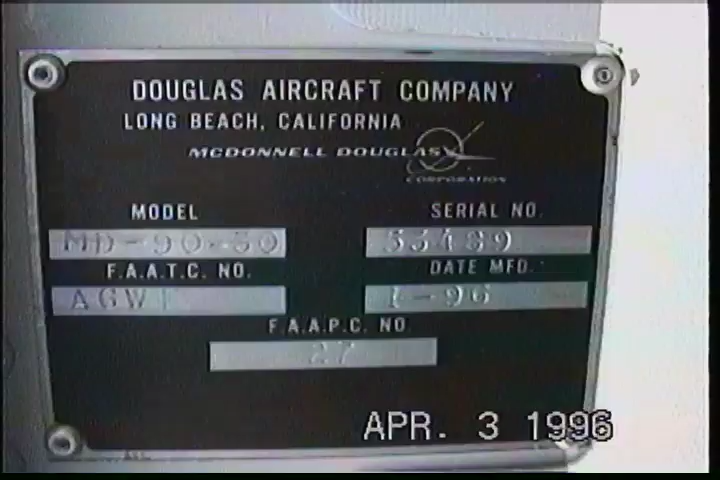 DOUGLAS AIRCRAFT COMPANY
LONG BEACH, CALIFORNIA
MCDONNELL DOUGLAS
CORPORATION
MODEL SERIAL NO.
MD-90-30 53489
F.A.A.T.C. NO. DATE MFD.
1-96
F.A.A.P.C. NO.
27
APR. 3 1996